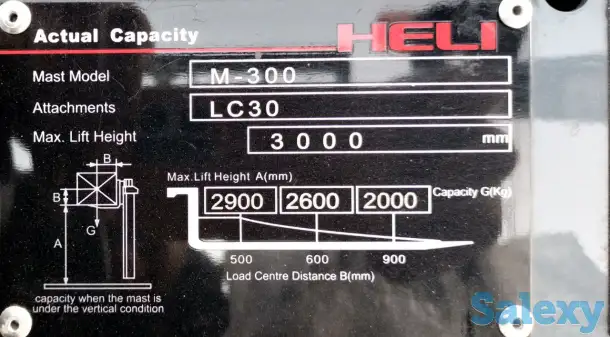 Actual Capacity
HELI
Mast Model M-300
Attachments LC30
Max. Lift Height 3000 mm
B
B
A
G
Max.Lift Height A(mm)
2900 2600 2000 Capacity G(Kg)
500 600 900
Load Centre Distance B(mm)
capacity when the mast is
under the vertical condition
Salexy